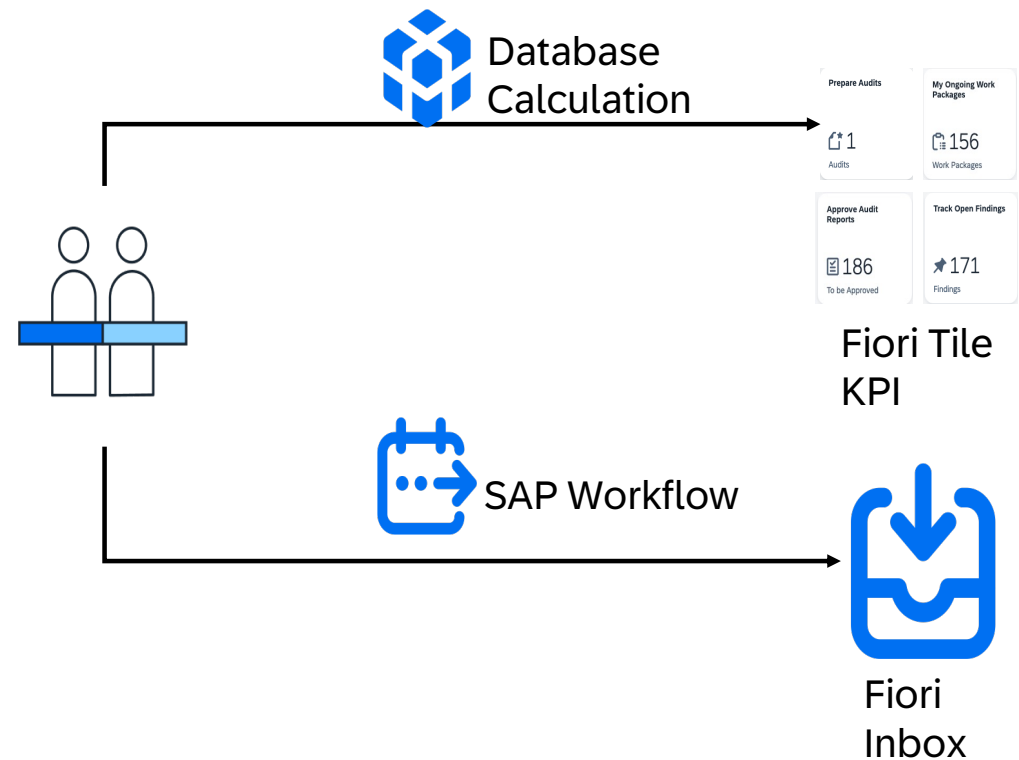 Database
Calculation
Prepare Audits
1
Audits
My Ongoing Work
Packages
156
Work Packages
Approve Audit
Reports
186
To be Approved
Track Open Findings
171
Findings
Fiori Tile
KPI
SAP Workflow
Fiori
Inbox